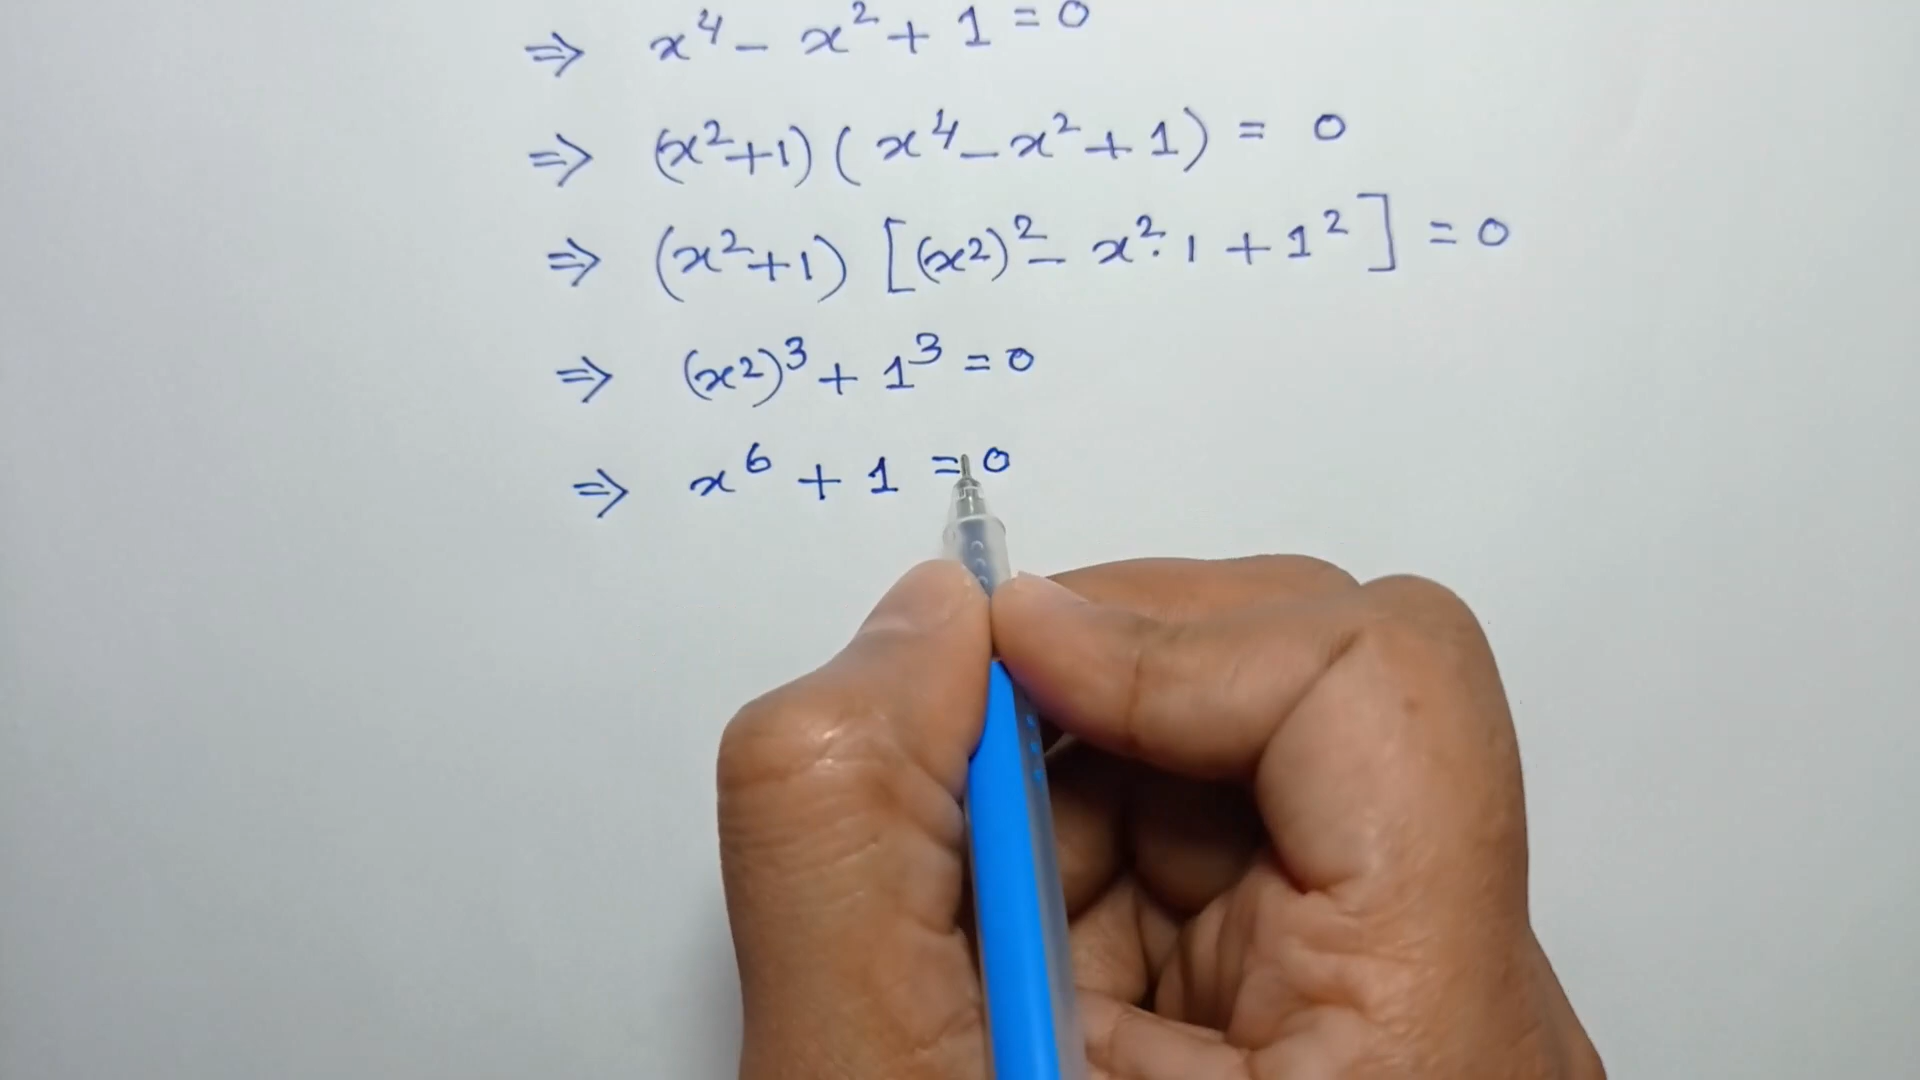 ⇒ x⁴ - x² + 1 = 0
⇒ (x²+1) (x⁴ - x² + 1) = 0
⇒ (x²+1) [(x²)² - x²·1 + 1²] = 0
⇒ (x²)³ + 1³ = 0
⇒ x⁶ + 1 = 0